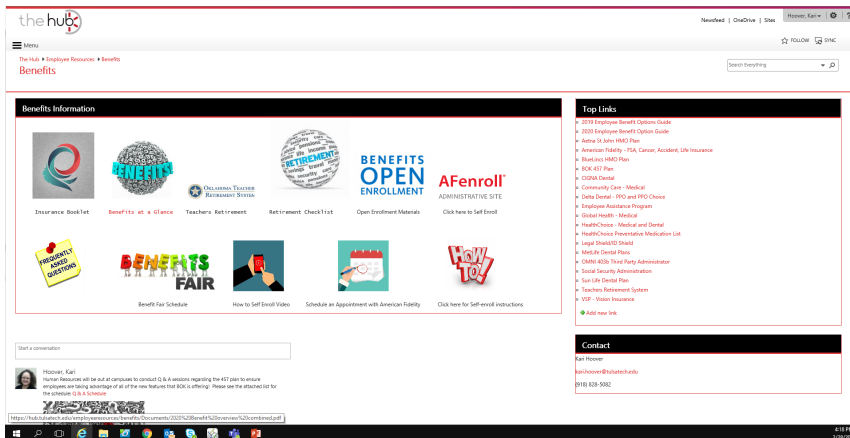 the hub
Newsfeed | OneDrive | Sites
Hoover, Kari
?
FOLLOW
SYNC
Menu
The Hub Employee Resources Benefits
Benefits
Search Everything
Benefits Information
BENEFITS
OKLAHOMA TEACHERS
RETIREMENT SYSTEM
RETIREMENT
BENEFITS
OPEN
ENROLLMENT
AFenroll
ADMINISTRATIVE SITE
Insurance Booklet
Benefits at a Glance
Teachers Retirement
Retirement Checklist
Open Enrollment Materials
Click here to Self Enroll
FREQUENTLY
ASKED
QUESTIONS
BENEFITS
FAIR
HOW
TO!
Benefit Fair Schedule
How to Self Enroll Video
Schedule an Appointment with American Fidelity
Click here for Self-enroll instructions
Top Links
2019 Employee Benefit Options Guide
2020 Employee Benefit Option Guide
Aetna St John HMO Plan
American Fidelity - FSA, Cancer, Accident, Life Insurance
BlueLincs HMO Plan
BOK 457 Plan
CIGNA Dental
Community Care - Medical
Delta Dental - PPO and PPO Choice
Employee Assistance Program
Global Health - Medical
HealthChoice - Medical and Dental
HealthChoice Preventative Medication List
Legal Shield/ID Shield
MetLife Dental Plans
OMNI 403b Third Party Administrator
Social Security Administration
Sun Life Dental Plan
Teachers Retirement System
VSP - Vision Insurance
Add new link
Contact
Kari Hoover
kari.hoover@tulsatech.edu
(918) 828-5082
Start a conversation
Hoover, Kari
Human Resources will be out at campuses to conduct Q & A sessions regarding the 457 plan to ensure
employees are taking advantage of all of the new features that BOK is offering! Please see the attached list for
the schedule: Q & A Schedule
https://hub.tulsatech.edu/employeeresources/benefits/Documents/2020%20Benefit%20overview%20combined.pdf
4:18 PM